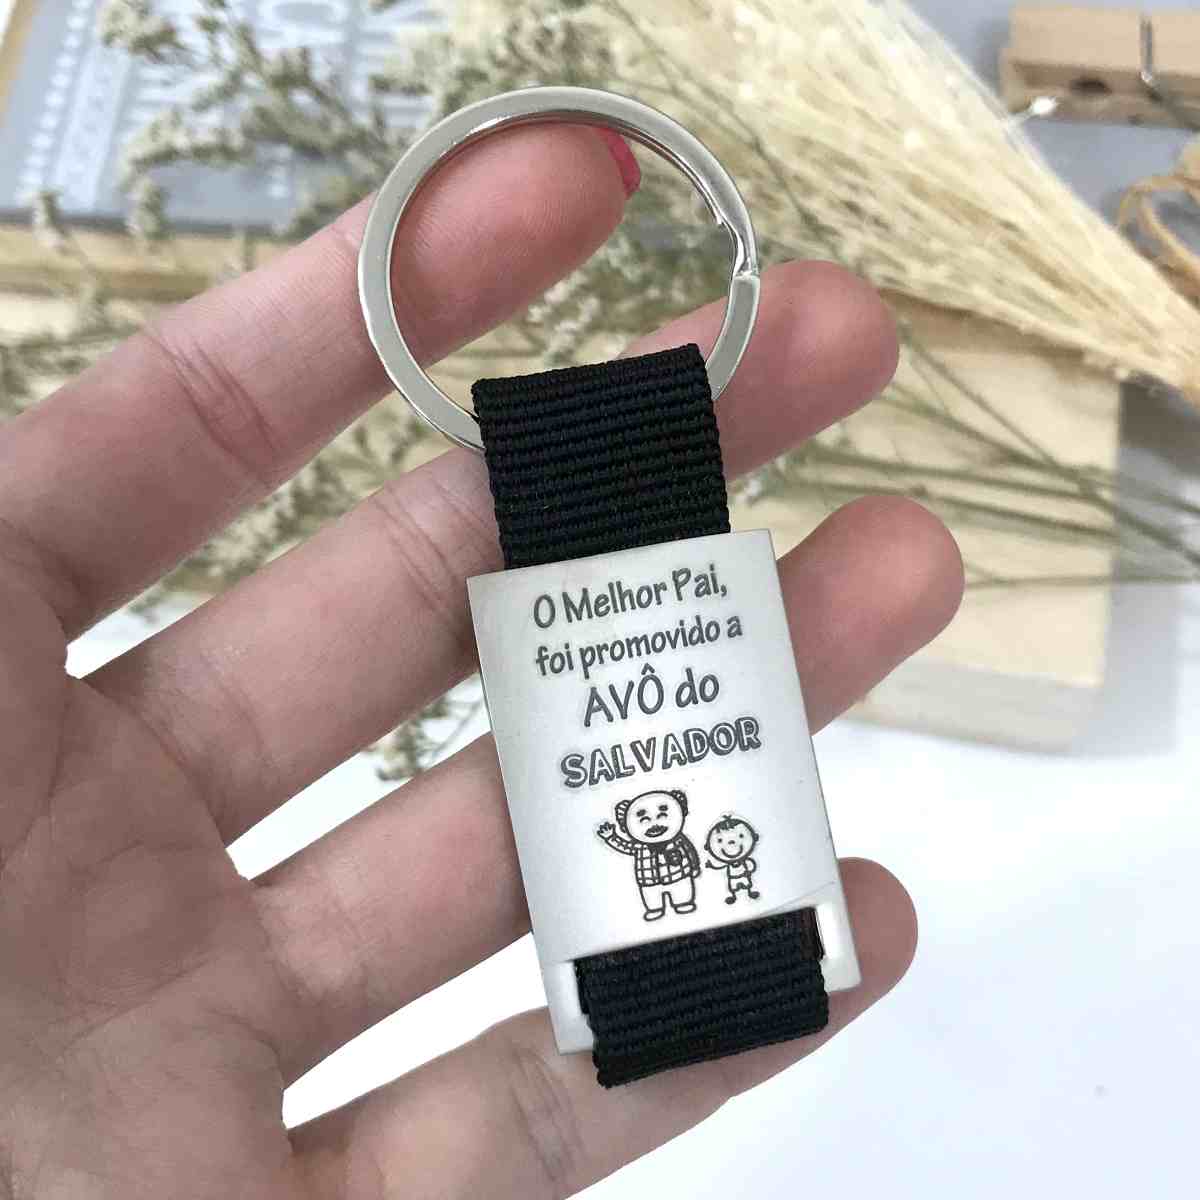 O Melhor Pai,
foi promovido a
AVÔ do
SALVADOR